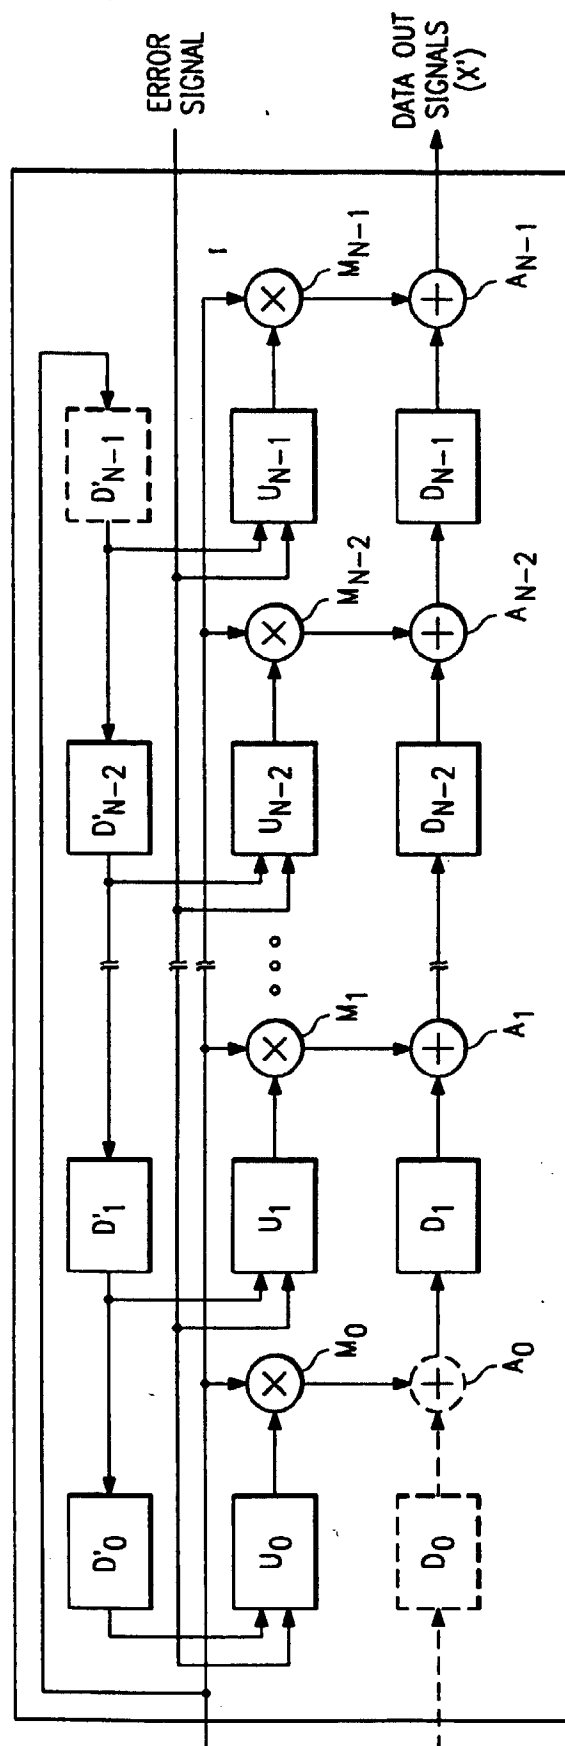 ERROR
SIGNAL
DATA OUT
SIGNALS
(X')
D'0
D'1
D'N-2
D'N-1
U0
M0
U1
M1
UN-2
MN-2
UN-1
MN-1
D0
A0
D1
A1
DN-2
AN-2
DN-1
AN-1